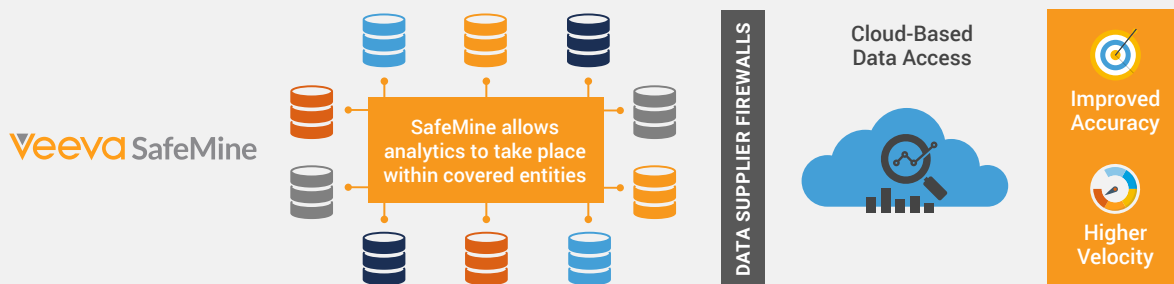 Veeva SafeMine
SafeMine allows
analytics to take place
within covered entities
DATA SUPPLIER FIREWALLS
Cloud-Based
Data Access
Improved
Accuracy
Higher
Velocity